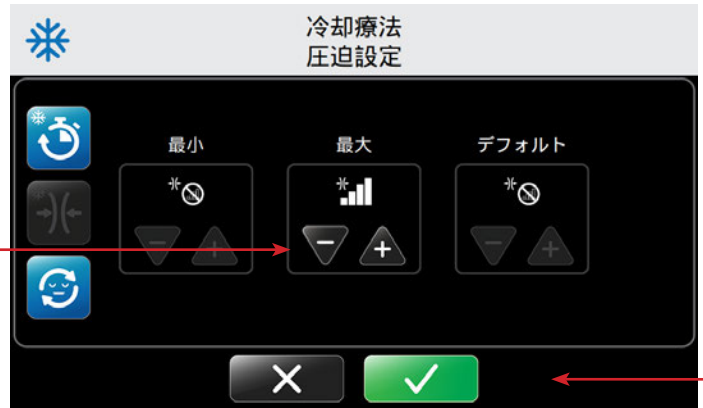 冷却療法
圧迫設定
最小
最大
デフォルト